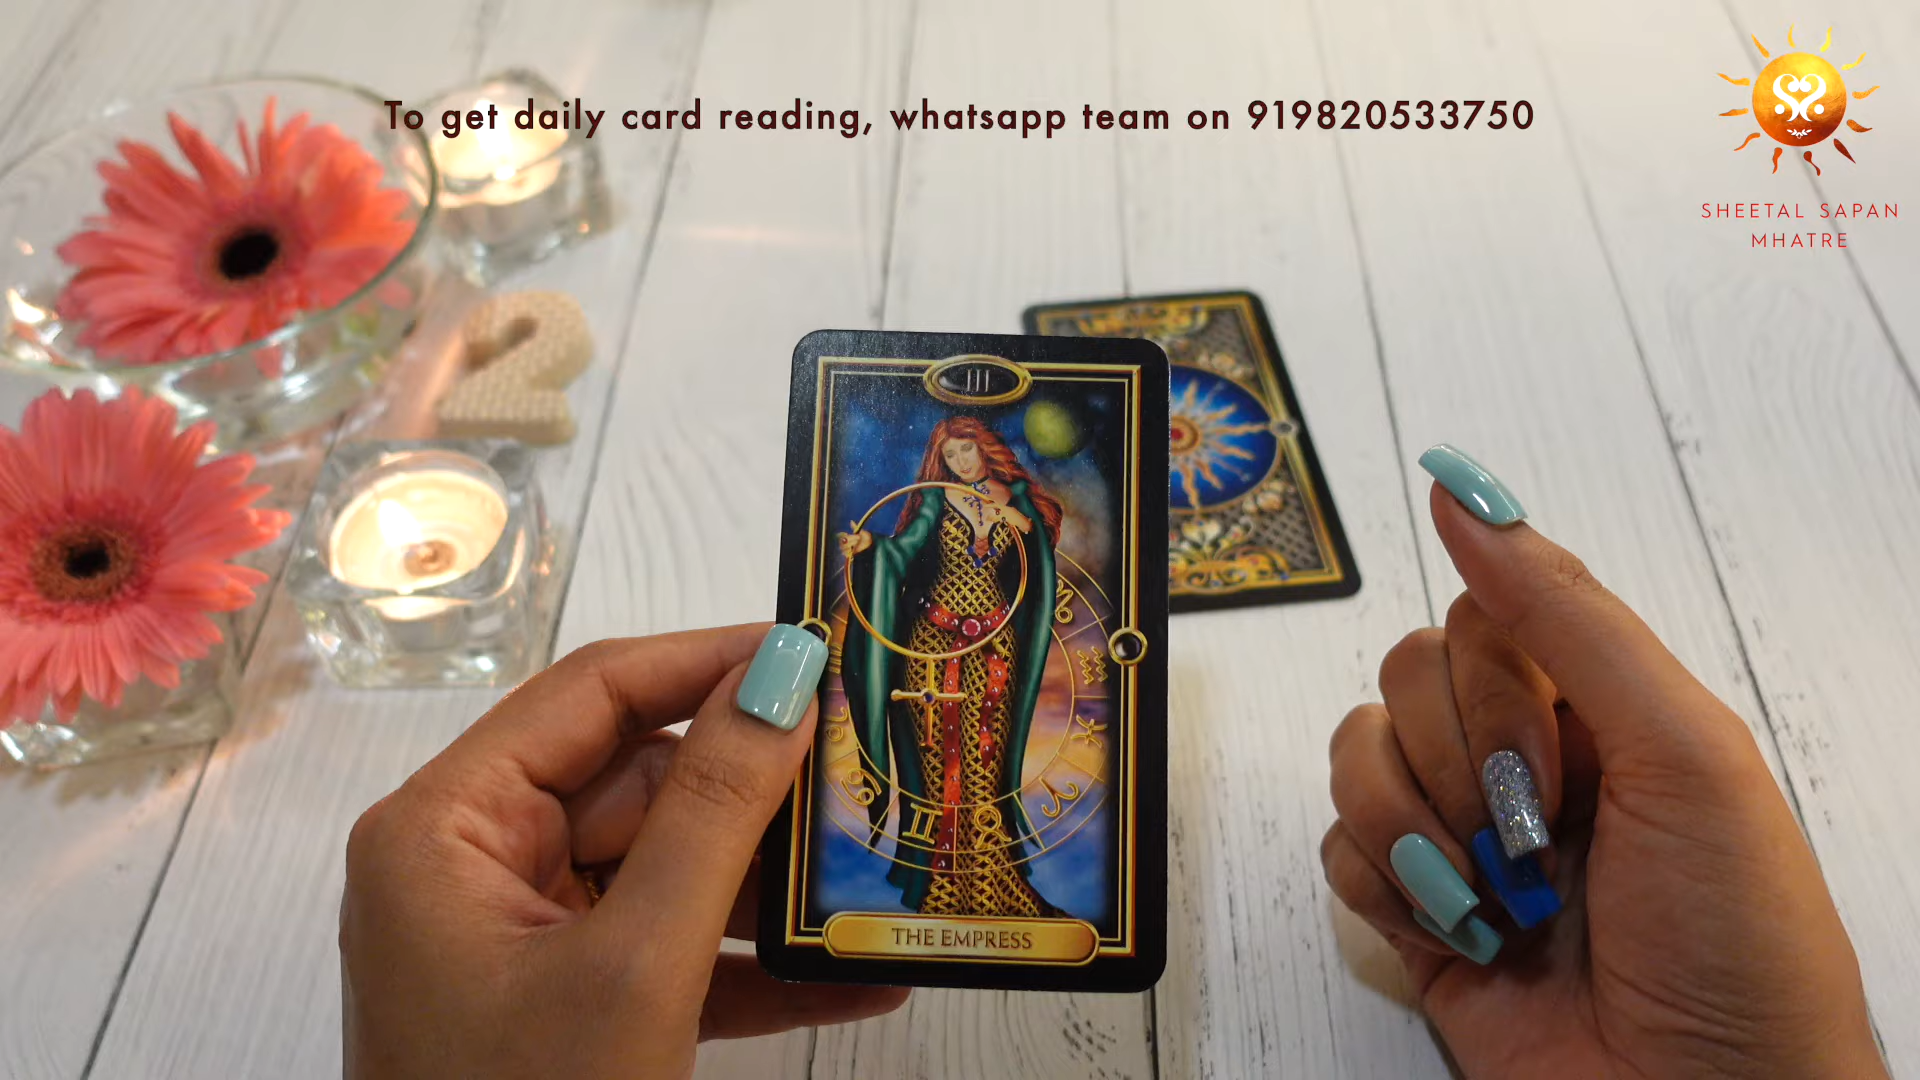 To get daily card reading, whatsapp team on 919820533750
SHEETAL SAPAN
MHATRE
III
THE EMPRESS